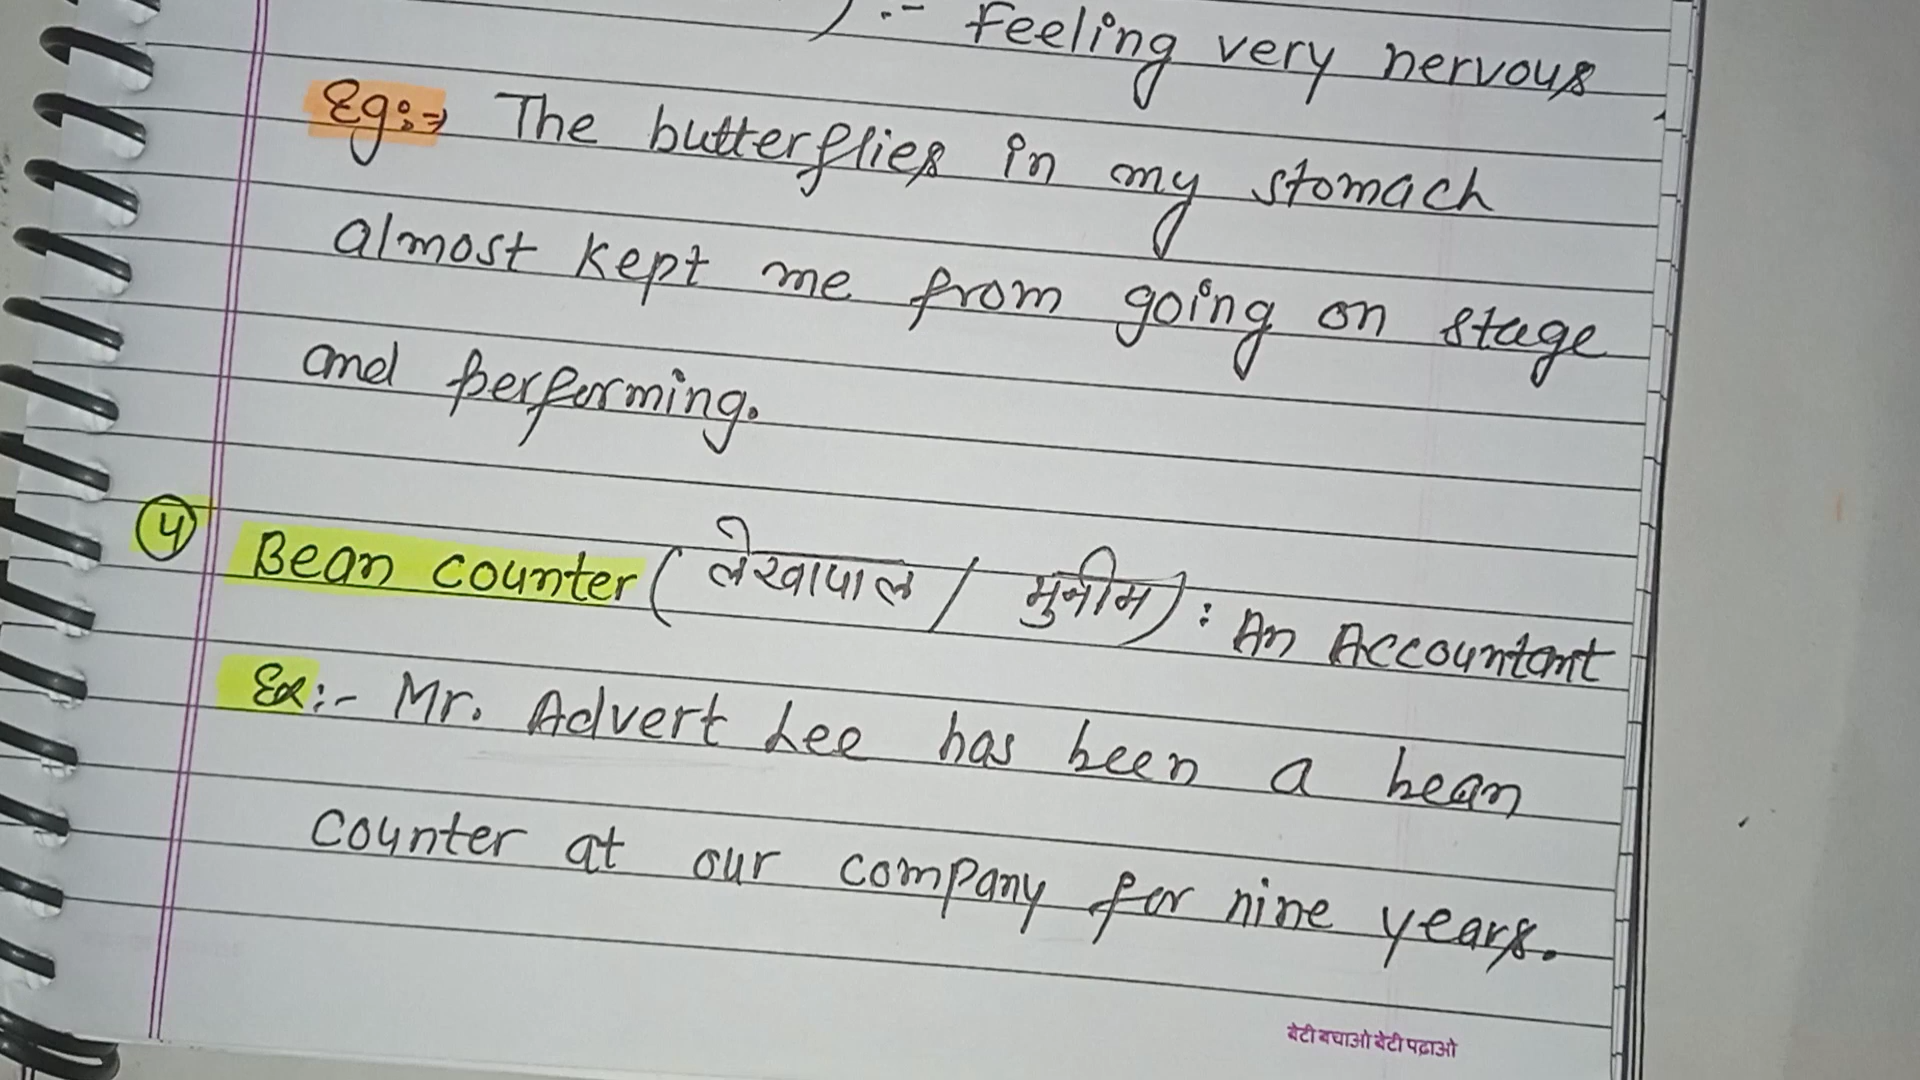 ) :- Feeling very nervous
Eg:⇒ The butterflies in my stomach
almost kept me from going on stage
and performing.
④ Bean counter ( लेखापाल / मुनीम ) : An Accountant
Ex:- Mr. Advert Lee has been a bean
counter at our company for nine years.
बेटी बचाओ बेटी पढ़ाओ